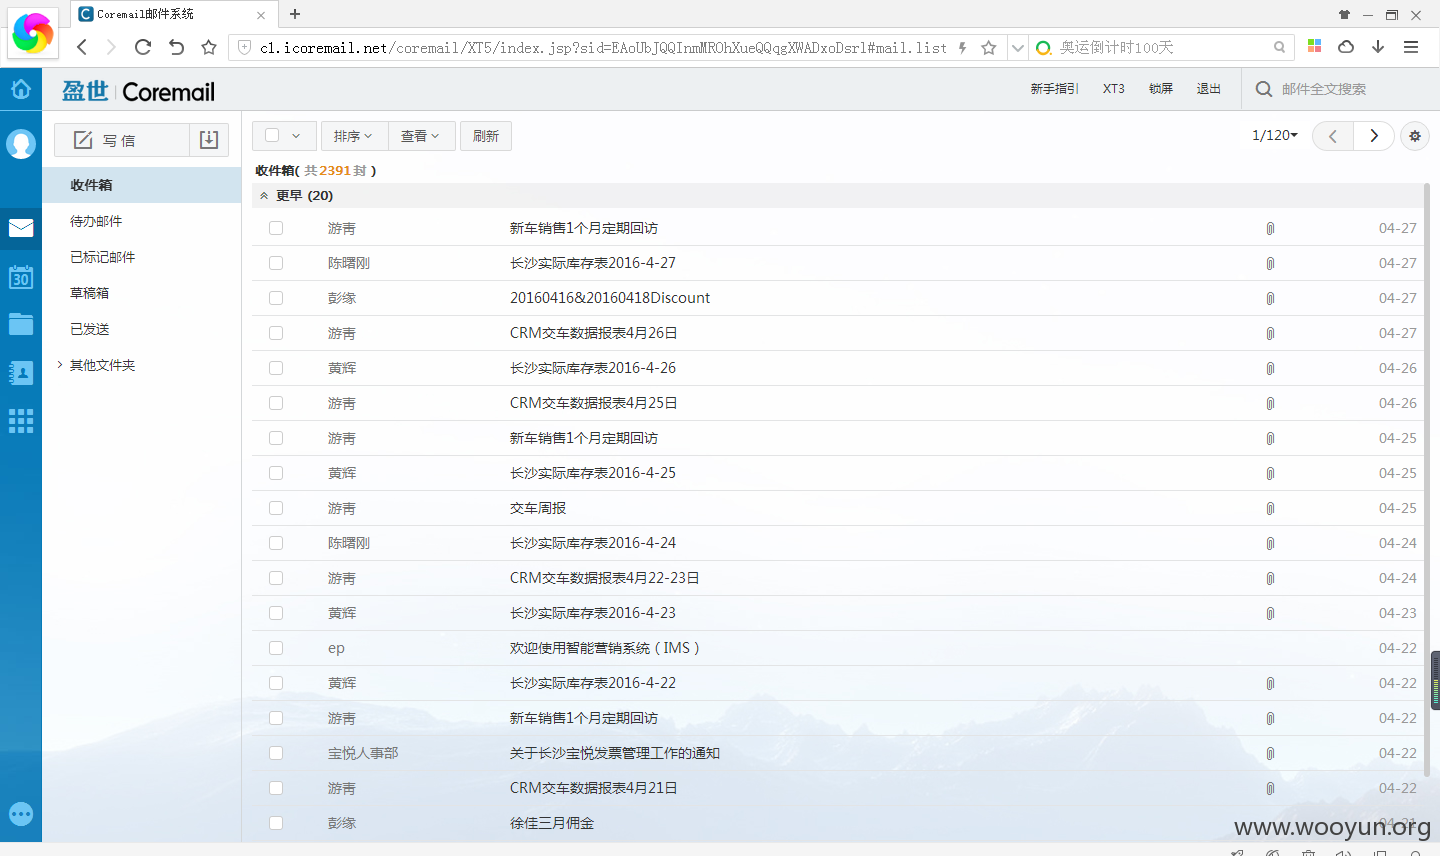 Coremail邮件系统
c1.icoremail.net/coremail/XT5/index.jsp?sid=EAoUbJQQInmMROhXueQQqgXWADxoDsrl#mail.list
奥运倒计时100天
盈世 Coremail
新手指引 XT3 锁屏 退出 邮件全文搜索
写 信
排序 查看 刷新 1/120
收件箱( 共2391封 )
更早 (20)
收件箱
待办邮件
已标记邮件
草稿箱
已发送
其他文件夹
30
游青 新车销售1个月定期回访 04-27
陈曙刚 长沙实际库存表2016-4-27 04-27
彭缘 20160416&20160418Discount 04-27
游青 CRM交车数据报表4月26日 04-27
黄辉 长沙实际库存表2016-4-26 04-26
游青 CRM交车数据报表4月25日 04-26
游青 新车销售1个月定期回访 04-25
黄辉 长沙实际库存表2016-4-25 04-25
游青 交车周报 04-25
陈曙刚 长沙实际库存表2016-4-24 04-24
游青 CRM交车数据报表4月22-23日 04-24
黄辉 长沙实际库存表2016-4-23 04-23
ep 欢迎使用智能营销系统（IMS） 04-22
黄辉 长沙实际库存表2016-4-22 04-22
游青 新车销售1个月定期回访 04-22
宝悦人事部 关于长沙宝悦发票管理工作的通知 04-22
游青 CRM交车数据报表4月21日 04-22
彭缘 徐佳三月佣金 04-21
www.wooyun.org